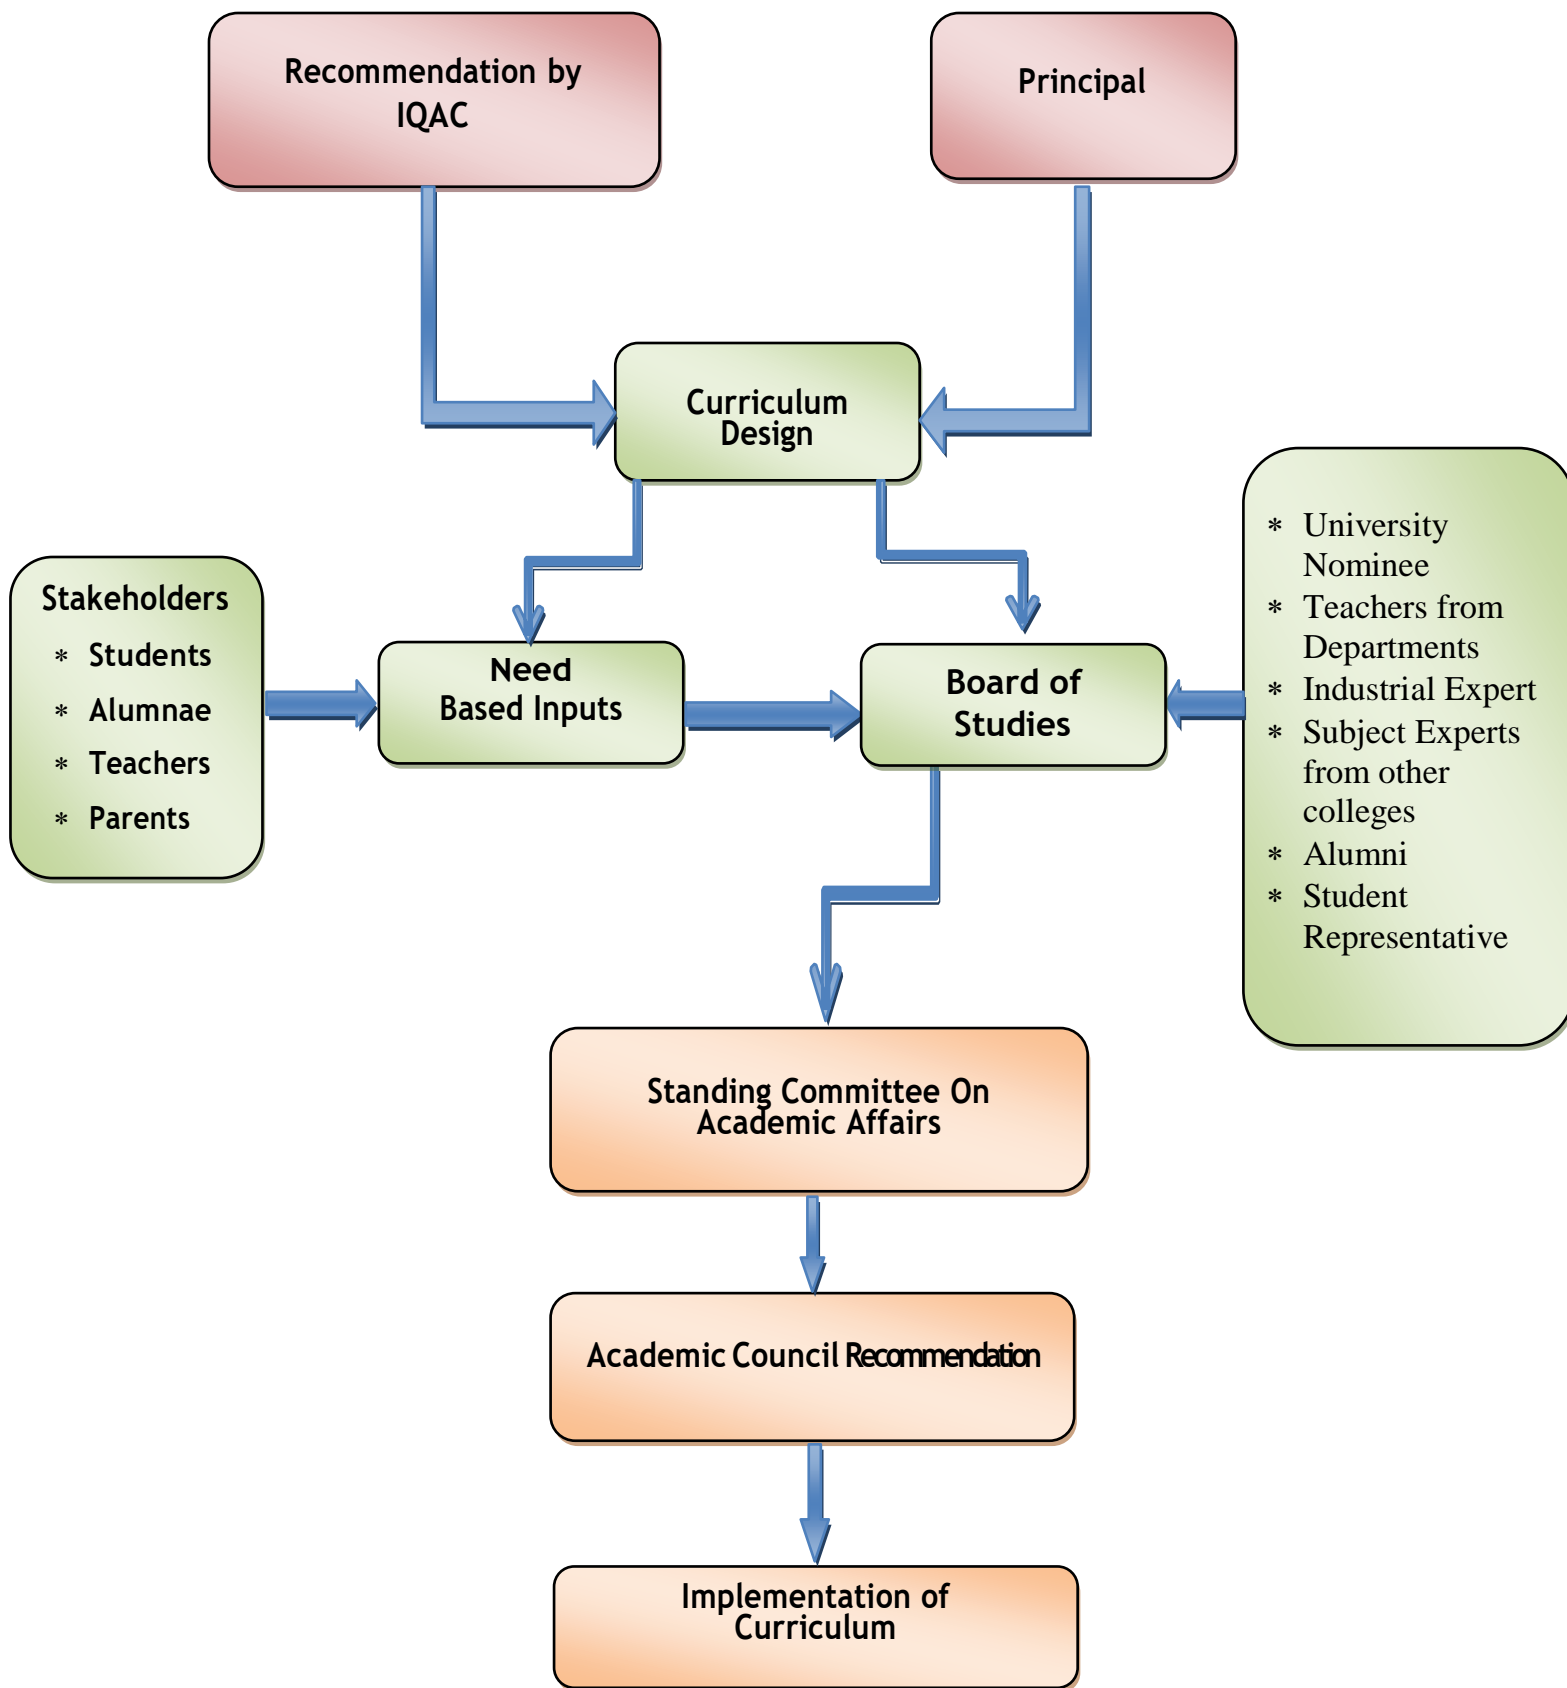 Recommendation by
IQAC
Principal
Curriculum
Design
Stakeholders
* Students
* Alumnae
* Teachers
* Parents
Need
Based Inputs
Board of
Studies
* University
Nominee
* Teachers from
Departments
* Industrial Expert
* Subject Experts
from other
colleges
* Alumni
* Student
Representative
Standing Committee On
Academic Affairs
Academic Council Recommendation
Implementation of
Curriculum